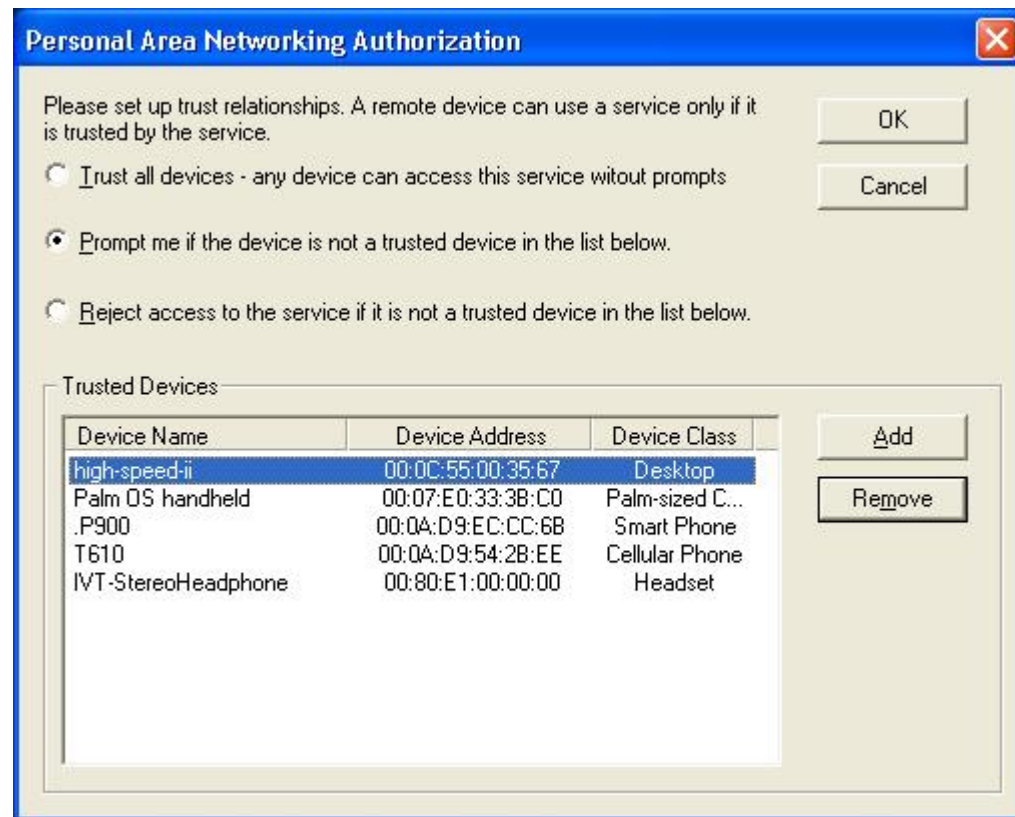 Personal Area Networking Authorization
Please set up trust relationships. A remote device can use a service only if it
is trusted by the service.
OK
Trust all devices - any device can access this service witout prompts
Cancel
Prompt me if the device is not a trusted device in the list below.
Reject access to the service if it is not a trusted device in the list below.
Trusted Devices
Device Name Device Address Device Class
Add
high-speed-ii 00:0C:55:00:35:67 Desktop
Palm OS handheld 00:07:E0:33:3B:C0 Palm-sized C...
Remove
.P900 00:0A:D9:EC:CC:6B Smart Phone
T610 00:0A:D9:54:2B:EE Cellular Phone
IVT-StereoHeadphone 00:80:E1:00:00:00 Headset